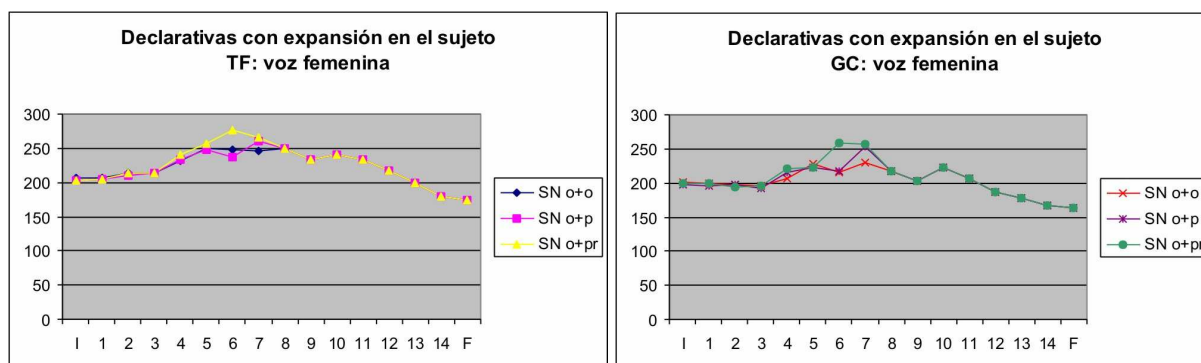 Declarativas con expansión en el sujeto
TF: voz femenina
300
250
200
150
100
50
0
I 1 2 3 4 5 6 7 8 9 10 11 12 13 14 F
SN o+o
SN o+p
SN o+pr
Declarativas con expansión en el sujeto
GC: voz femenina
300
250
200
150
100
50
0
I 1 2 3 4 5 6 7 8 9 10 11 12 13 14 F
SN o+o
SN o+p
SN o+pr